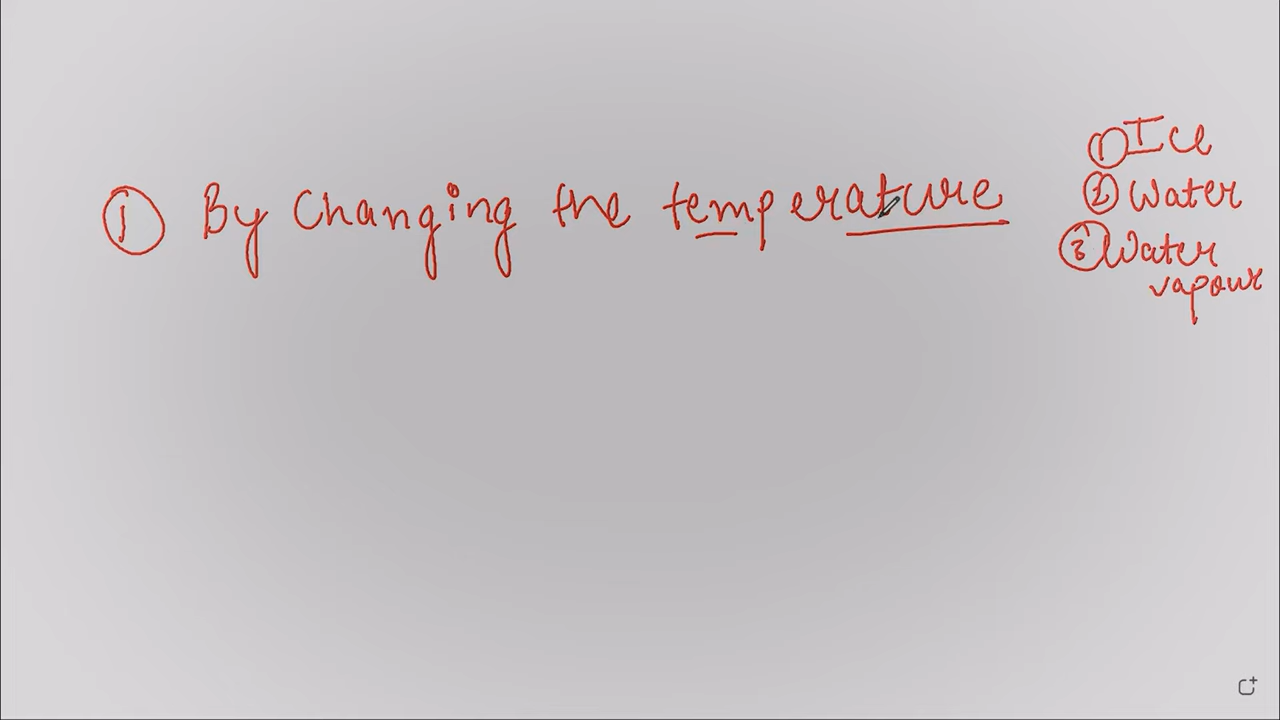 ① By Changing the temperature
① Ice
② Water
③ Water
vapour